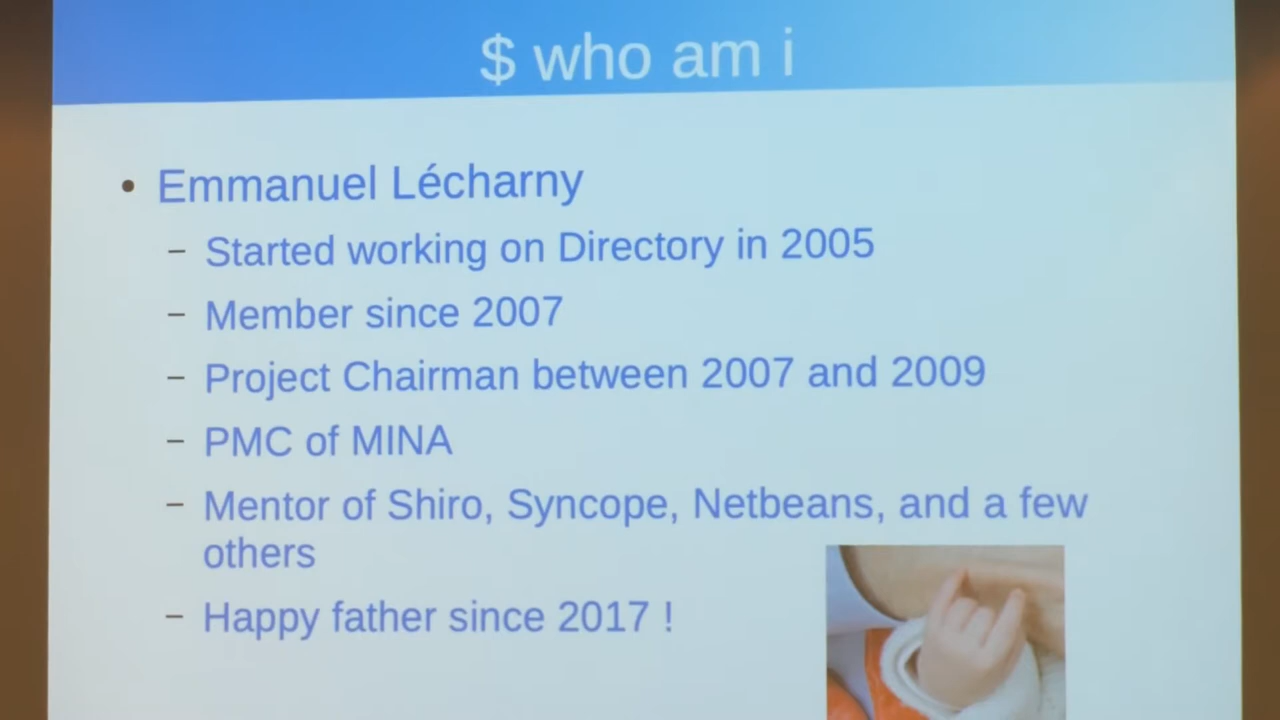 $ who am i
• Emmanuel Lécharny
– Started working on Directory in 2005
– Member since 2007
– Project Chairman between 2007 and 2009
– PMC of MINA
– Mentor of Shiro, Syncope, Netbeans, and a few
others
– Happy father since 2017 !